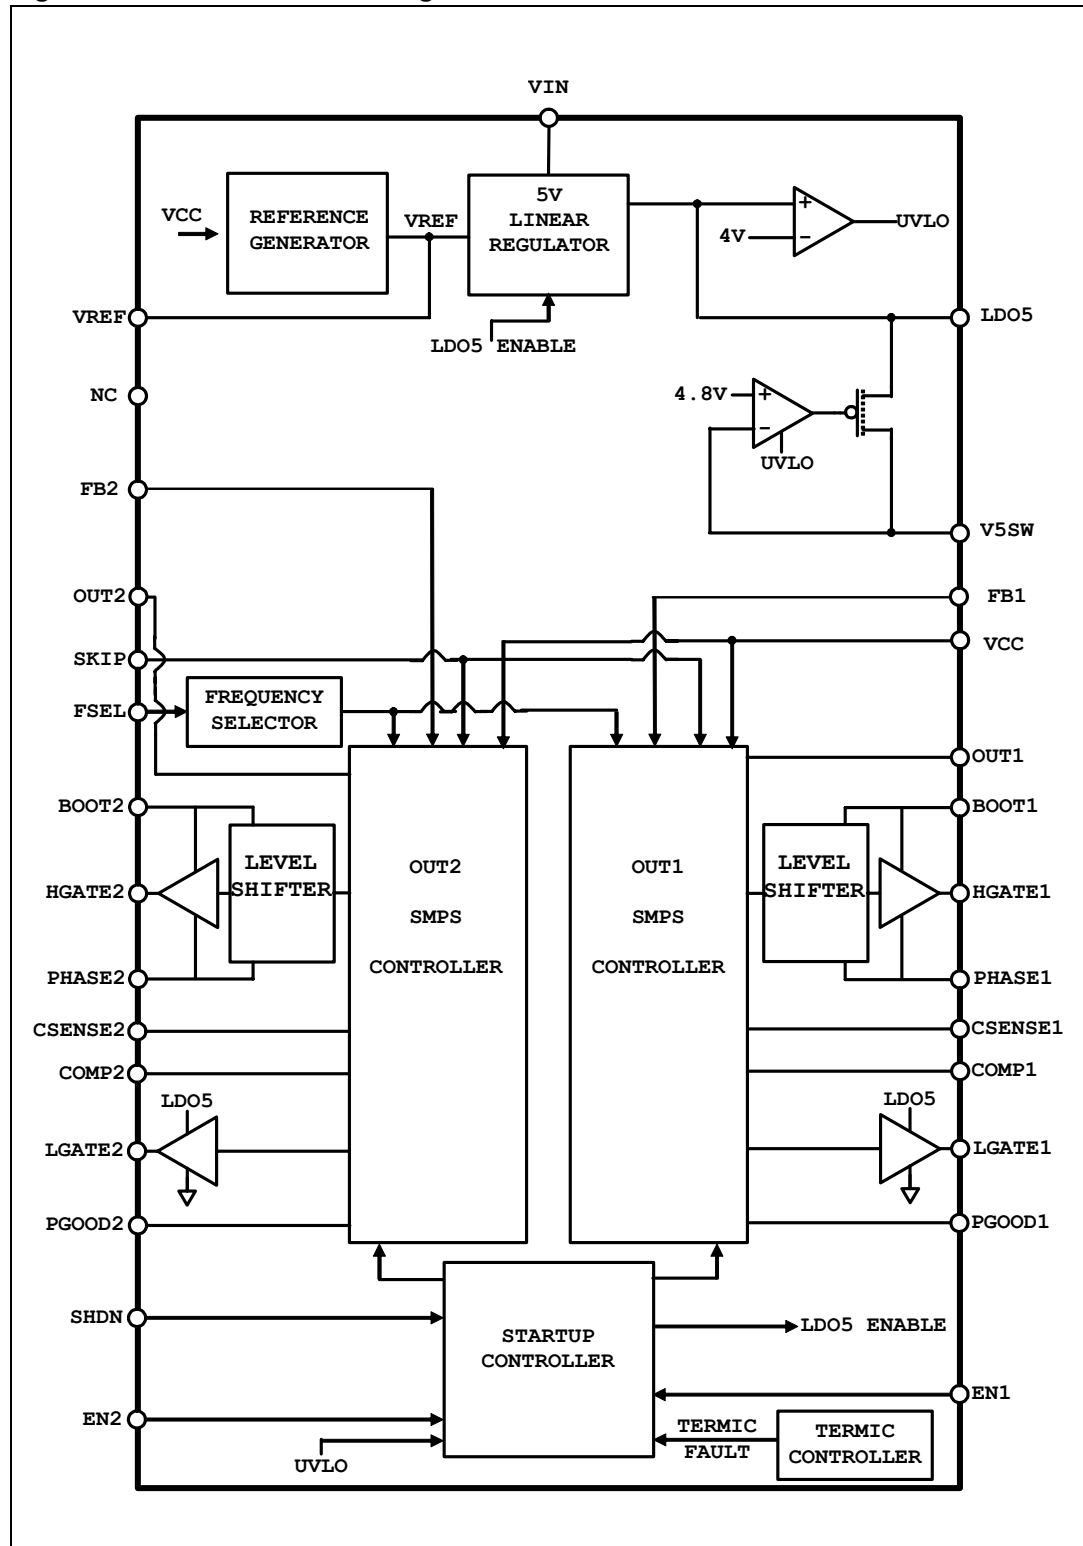 VIN
VCC
REFERENCE
GENERATOR
VREF
5V
LINEAR
REGULATOR
+
4V
−
UVLO
VREF
LDO5 ENABLE
LDO5
NC
4.8V
+
−
UVLO
FB2
V5SW
OUT2
FB1
SKIP
VCC
FSEL
FREQUENCY
SELECTOR
OUT1
BOOT2
BOOT1
LEVEL
SHIFTER
OUT2
SMPS
CONTROLLER
OUT1
SMPS
CONTROLLER
LEVEL
SHIFTER
HGATE2
HGATE1
PHASE2
PHASE1
CSENSE2
CSENSE1
COMP2
COMP1
LDO5
LDO5
LGATE2
LGATE1
PGOOD2
PGOOD1
SHDN
STARTUP
CONTROLLER
LDO5 ENABLE
EN2
EN1
UVLO
TERMIC
FAULT
TERMIC
CONTROLLER